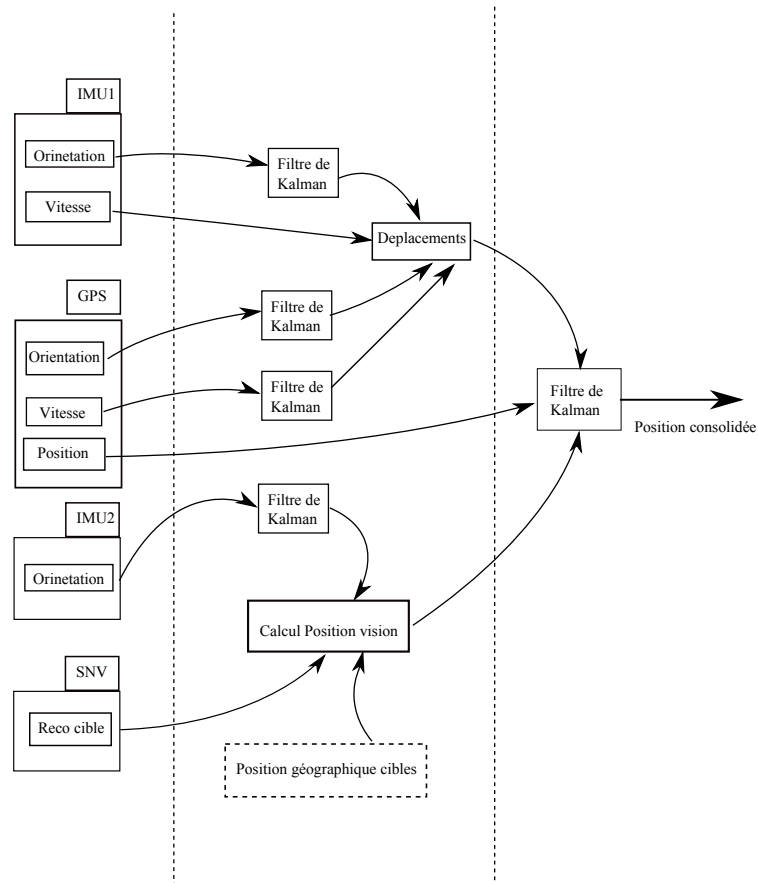 IMU1
Orinetation
Vitesse
Filtre de
Kalman
Deplacements
GPS
Orientation
Vitesse
Position
Filtre de
Kalman
Filtre de
Kalman
Filtre de
Kalman
Position consolidée
IMU2
Orinetation
Filtre de
Kalman
Calcul Position vision
SNV
Reco cible
Position géographique cibles